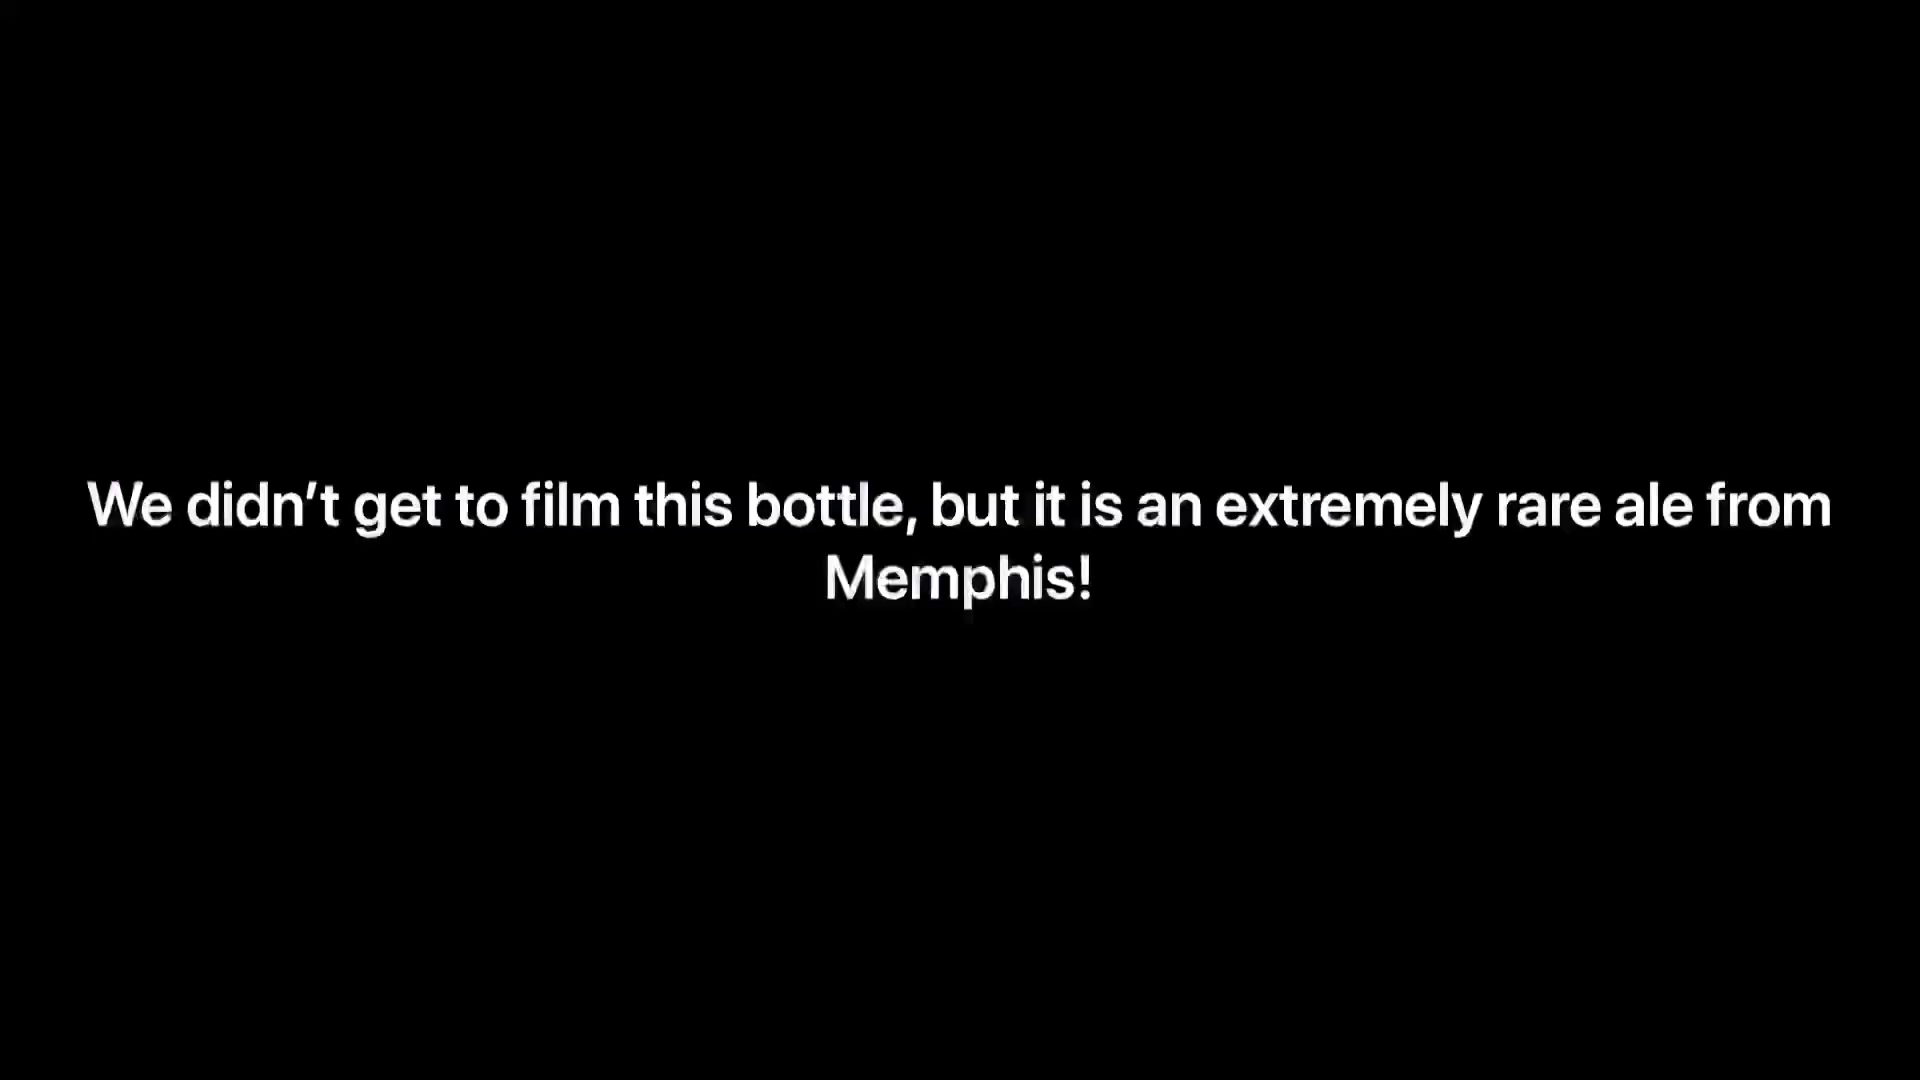 We didn’t get to film this bottle, but it is an extremely rare ale from
Memphis!